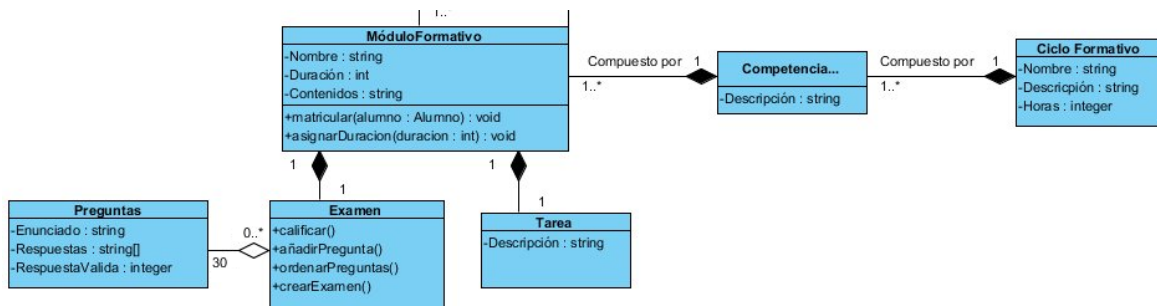 1..*
MóduloFormativo
-Nombre : string
-Duración : int
-Contenidos : string
+matricular(alumno : Alumno) : void
+asignarDuracion(duracion : int) : void
Compuesto por
1
1..*
Competencia...
-Descripción : string
Compuesto por
1
1..*
Ciclo Formativo
-Nombre : string
-Descricpión : string
-Horas : integer
1
1
1
1
Preguntas
-Enunciado : string
-Respuestas : string[]
-RespuestaValida : integer
0..*
30
Examen
+calificar()
+añadirPregunta()
+ordenarPreguntas()
+crearExamen()
Tarea
-Descripción : string